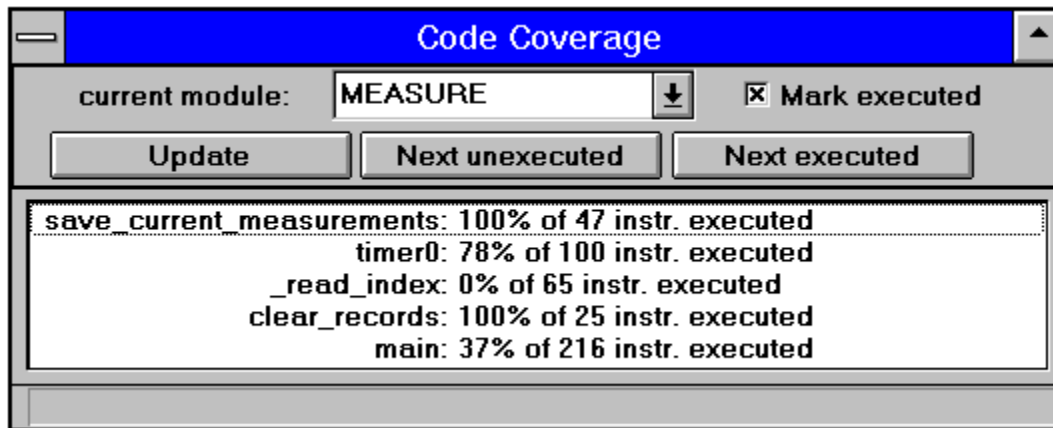 Code Coverage
current module: MEASURE Mark executed
Update Next unexecuted Next executed
save_current_measurements: 100% of 47 instr. executed
timer0: 78% of 100 instr. executed
_read_index: 0% of 65 instr. executed
clear_records: 100% of 25 instr. executed
main: 37% of 216 instr. executed